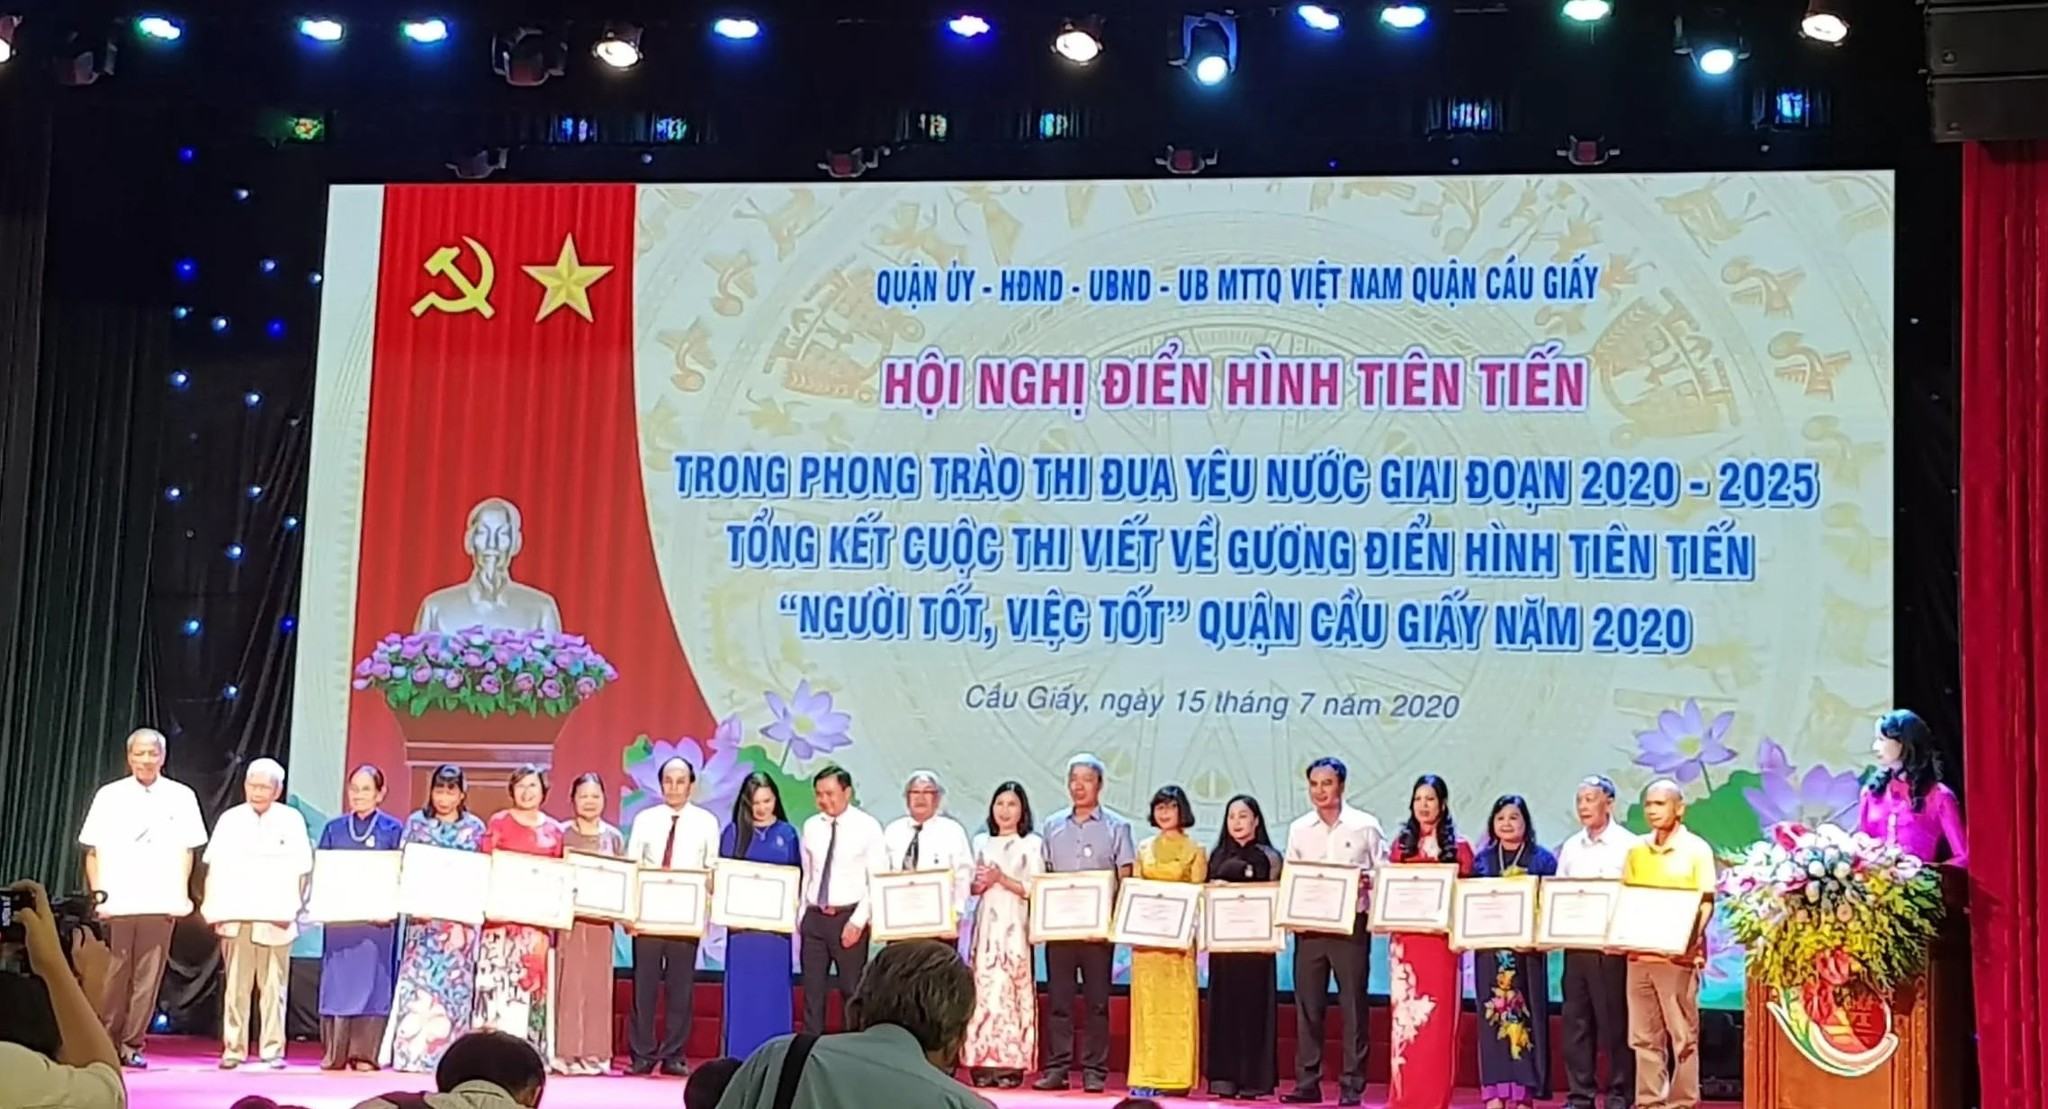 QUẬN ỦY - HĐND - UBND - UB MTTQ VIỆT NAM QUẬN CẦU GIẤY
HỘI NGHỊ ĐIỂN HÌNH TIÊN TIẾN
TRONG PHONG TRÀO THI ĐUA YÊU NƯỚC GIAI ĐOẠN 2020 - 2025
TỔNG KẾT CUỘC THI VIẾT VỀ GƯƠNG ĐIỂN HÌNH TIÊN TIẾN
“NGƯỜI TỐT, VIỆC TỐT” QUẬN CẦU GIẤY NĂM 2020
Cầu Giấy, ngày 15 tháng 7 năm 2020